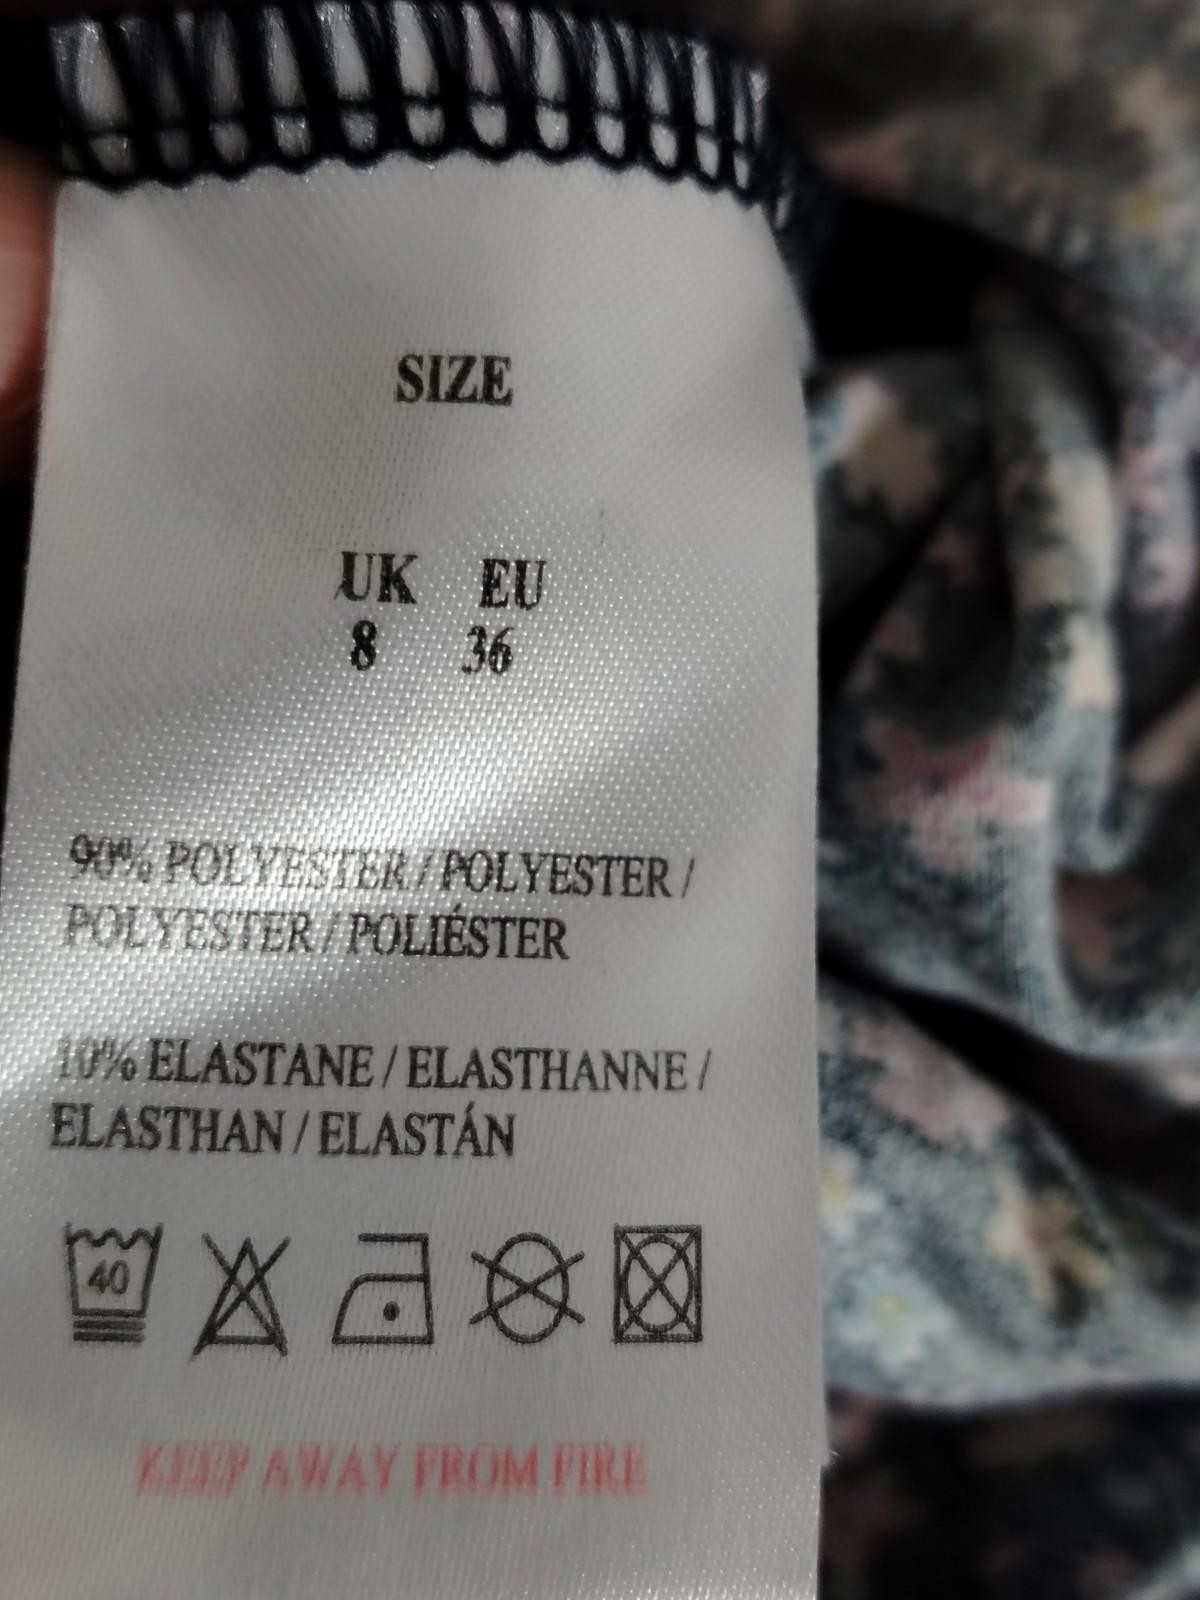 SIZE
UK EU
8 36
90% POLYESTER / POLYESTER /
POLYESTER / POLIÉSTER
10% ELASTANE / ELASTHANNE /
ELASTHAN / ELASTÁN
40
KEEP AWAY FROM FIRE